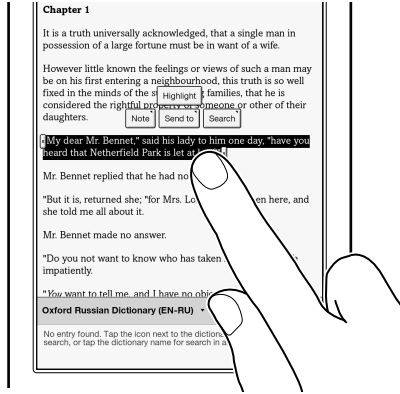 Chapter 1
It is a truth universally acknowledged, that a single man in
possession of a large fortune must be in want of a wife.
However little known the feelings or views of such a man may
be on his first entering a neighbourhood, this truth is so well
fixed in the minds of the families, that he is
Highlight
considered the rightful property of someone or other of their
daughters.
Note Send to Search
My dear Mr. Bennet," said his lady to him one day, "have you
heard that Netherfield Park is let at
Mr. Bennet replied that he had no
"But it is, returned she; "for Mrs. here, and
she told me all about it.
Mr. Bennet made no answer.
"Do you not want to know who has taken
impatiently.
"You want to tell me, and I have no
Oxford Russian Dictionary (EN-RU)
No entry found. Tap the icon next to the
search, or tap the dictionary name for search in a